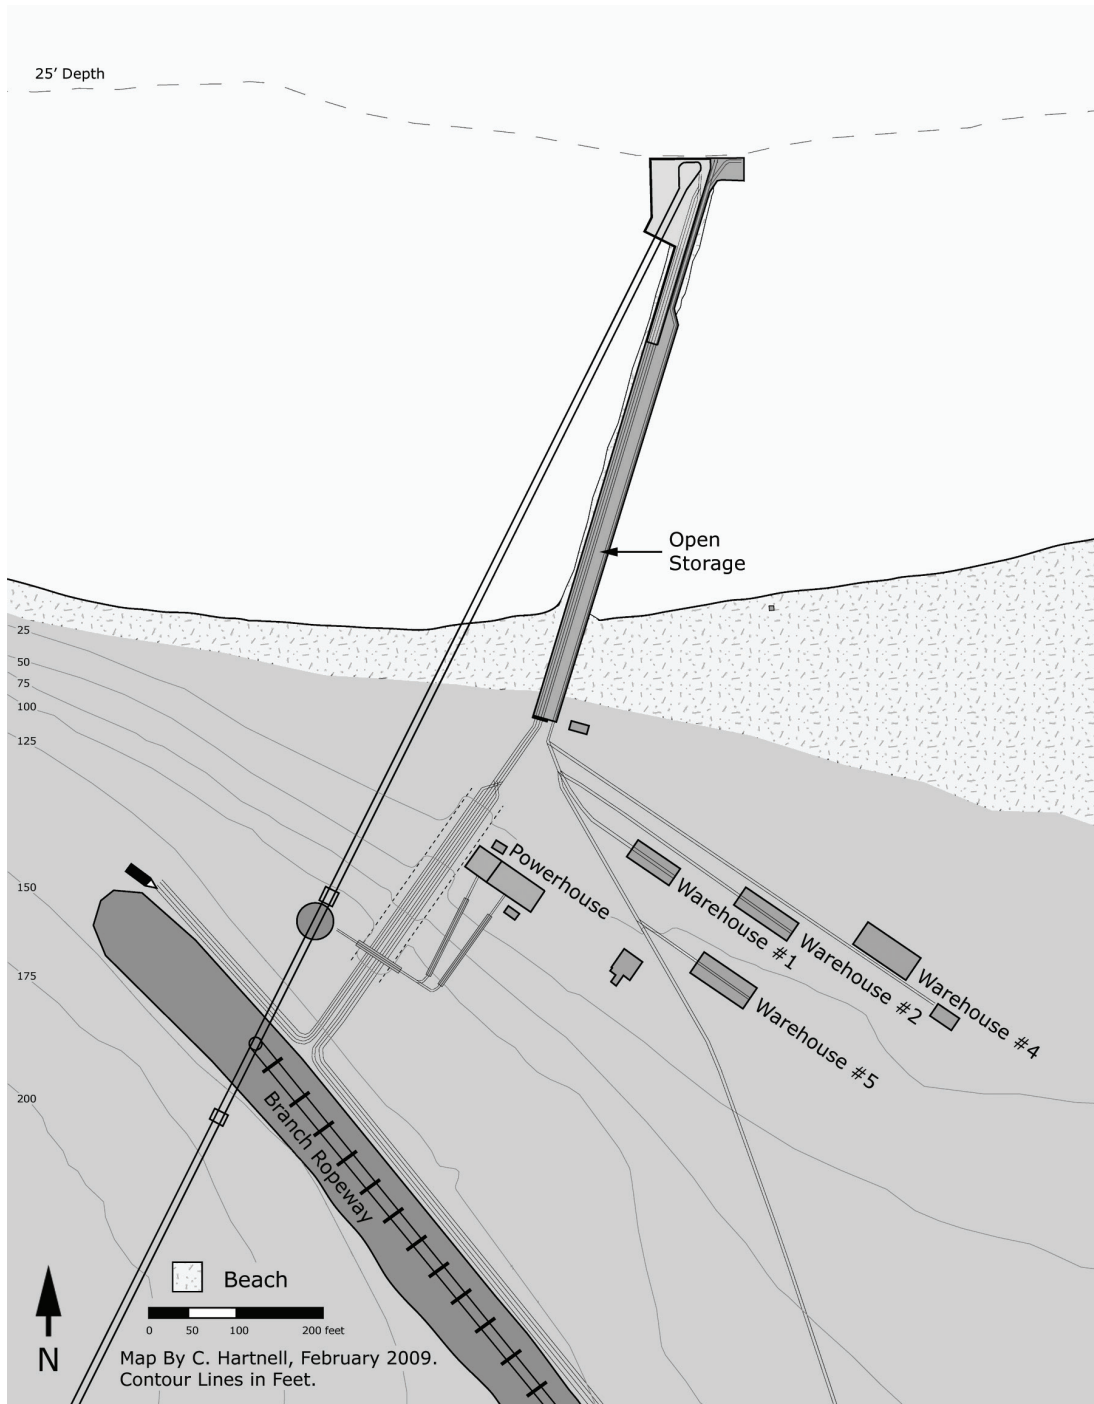 25’ Depth
Open
Storage
25
50
75
100
125
150
175
200
Powerhouse
Warehouse #1
Warehouse #2
Warehouse #4
Warehouse #5
Branch Ropeway
Beach
0 50 100 200 feet
N
Map By C. Hartnell, February 2009.
Contour Lines in Feet.